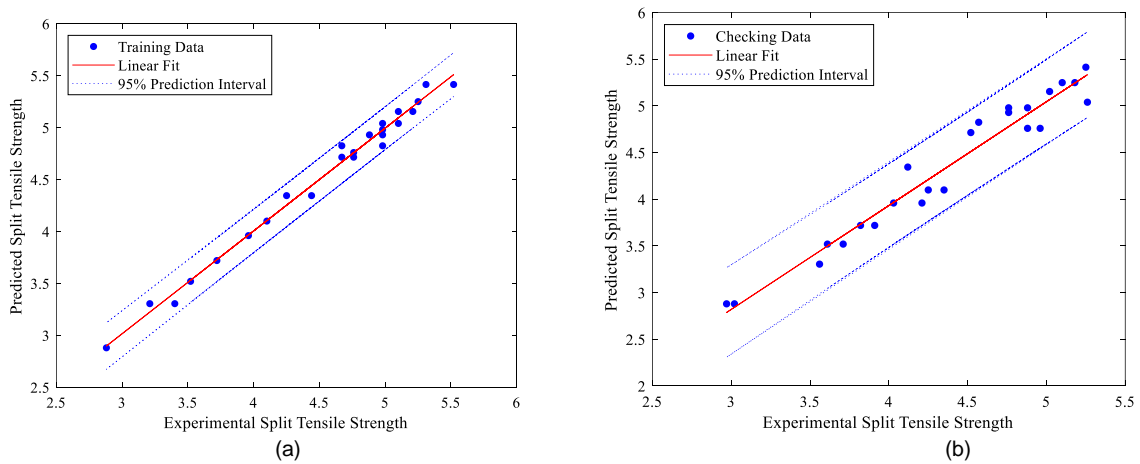 Training Data
Linear Fit
95% Prediction Interval
Predicted Split Tensile Strength
6
5.5
5
4.5
4
3.5
3
2.5
2.5
3
3.5
4
4.5
5
5.5
6
Experimental Split Tensile Strength
(a)
Checking Data
Linear Fit
95% Prediction Interval
Predicted Split Tensile Strength
6
5.5
5
4.5
4
3.5
3
2.5
2
2.5
3
3.5
4
4.5
5
5.5
Experimental Split Tensile Strength
(b)